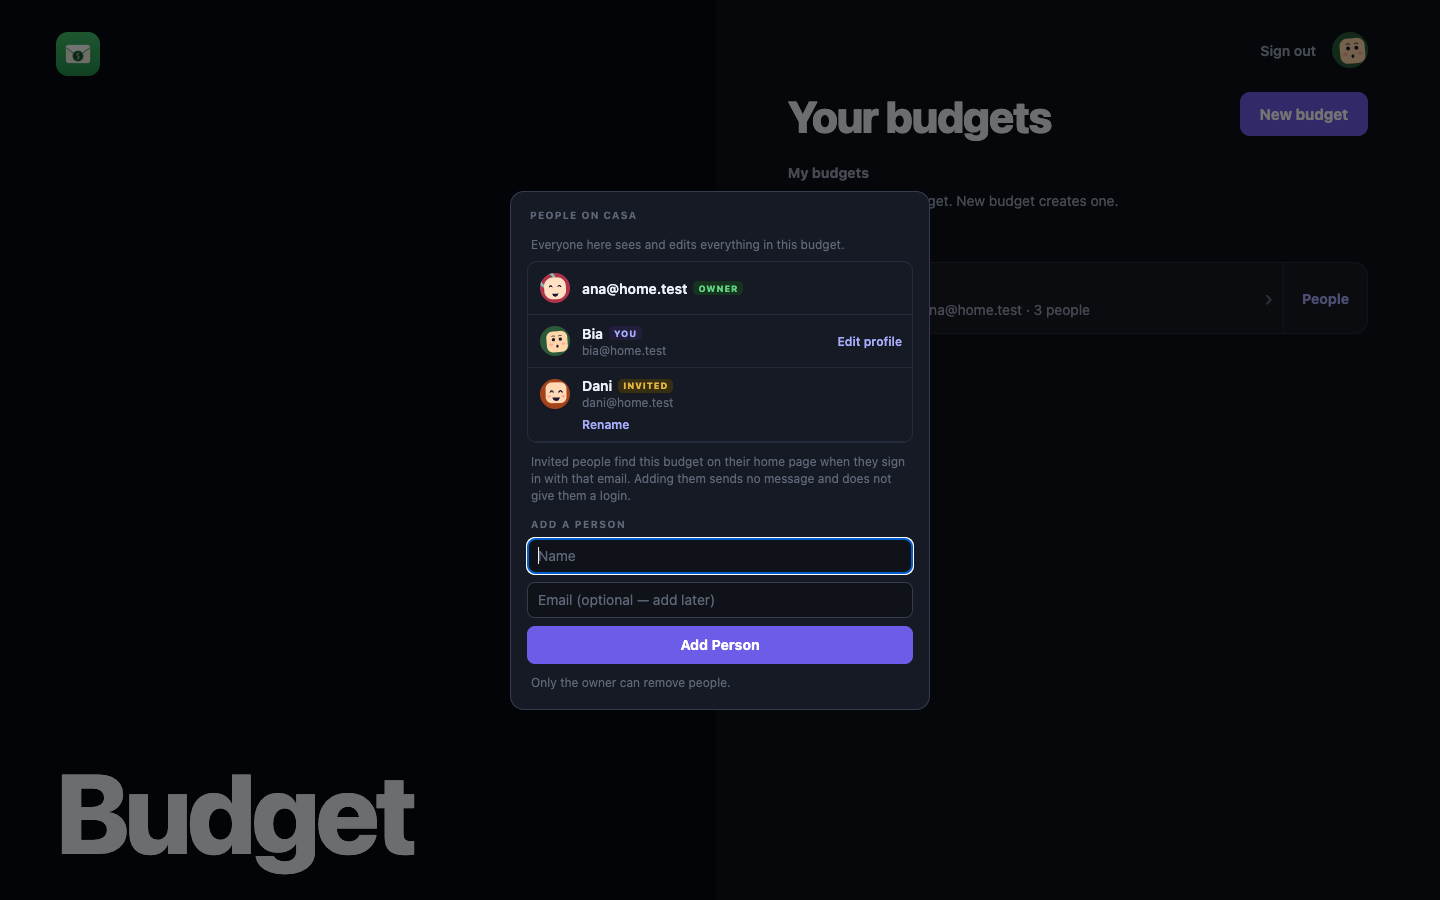 Sign out
Your budgets
New budget
My budgets
get. New budget creates one.
na@home.test · 3 people
People
PEOPLE ON CASA
Everyone here sees and edits everything in this budget.
ana@home.test OWNER
Bia YOU
bia@home.test
Edit profile
Dani INVITED
dani@home.test
Rename
Invited people find this budget on their home page when they sign
in with that email. Adding them sends no message and does not
give them a login.
ADD A PERSON
Name
Email (optional — add later)
Add Person
Only the owner can remove people.
Budget